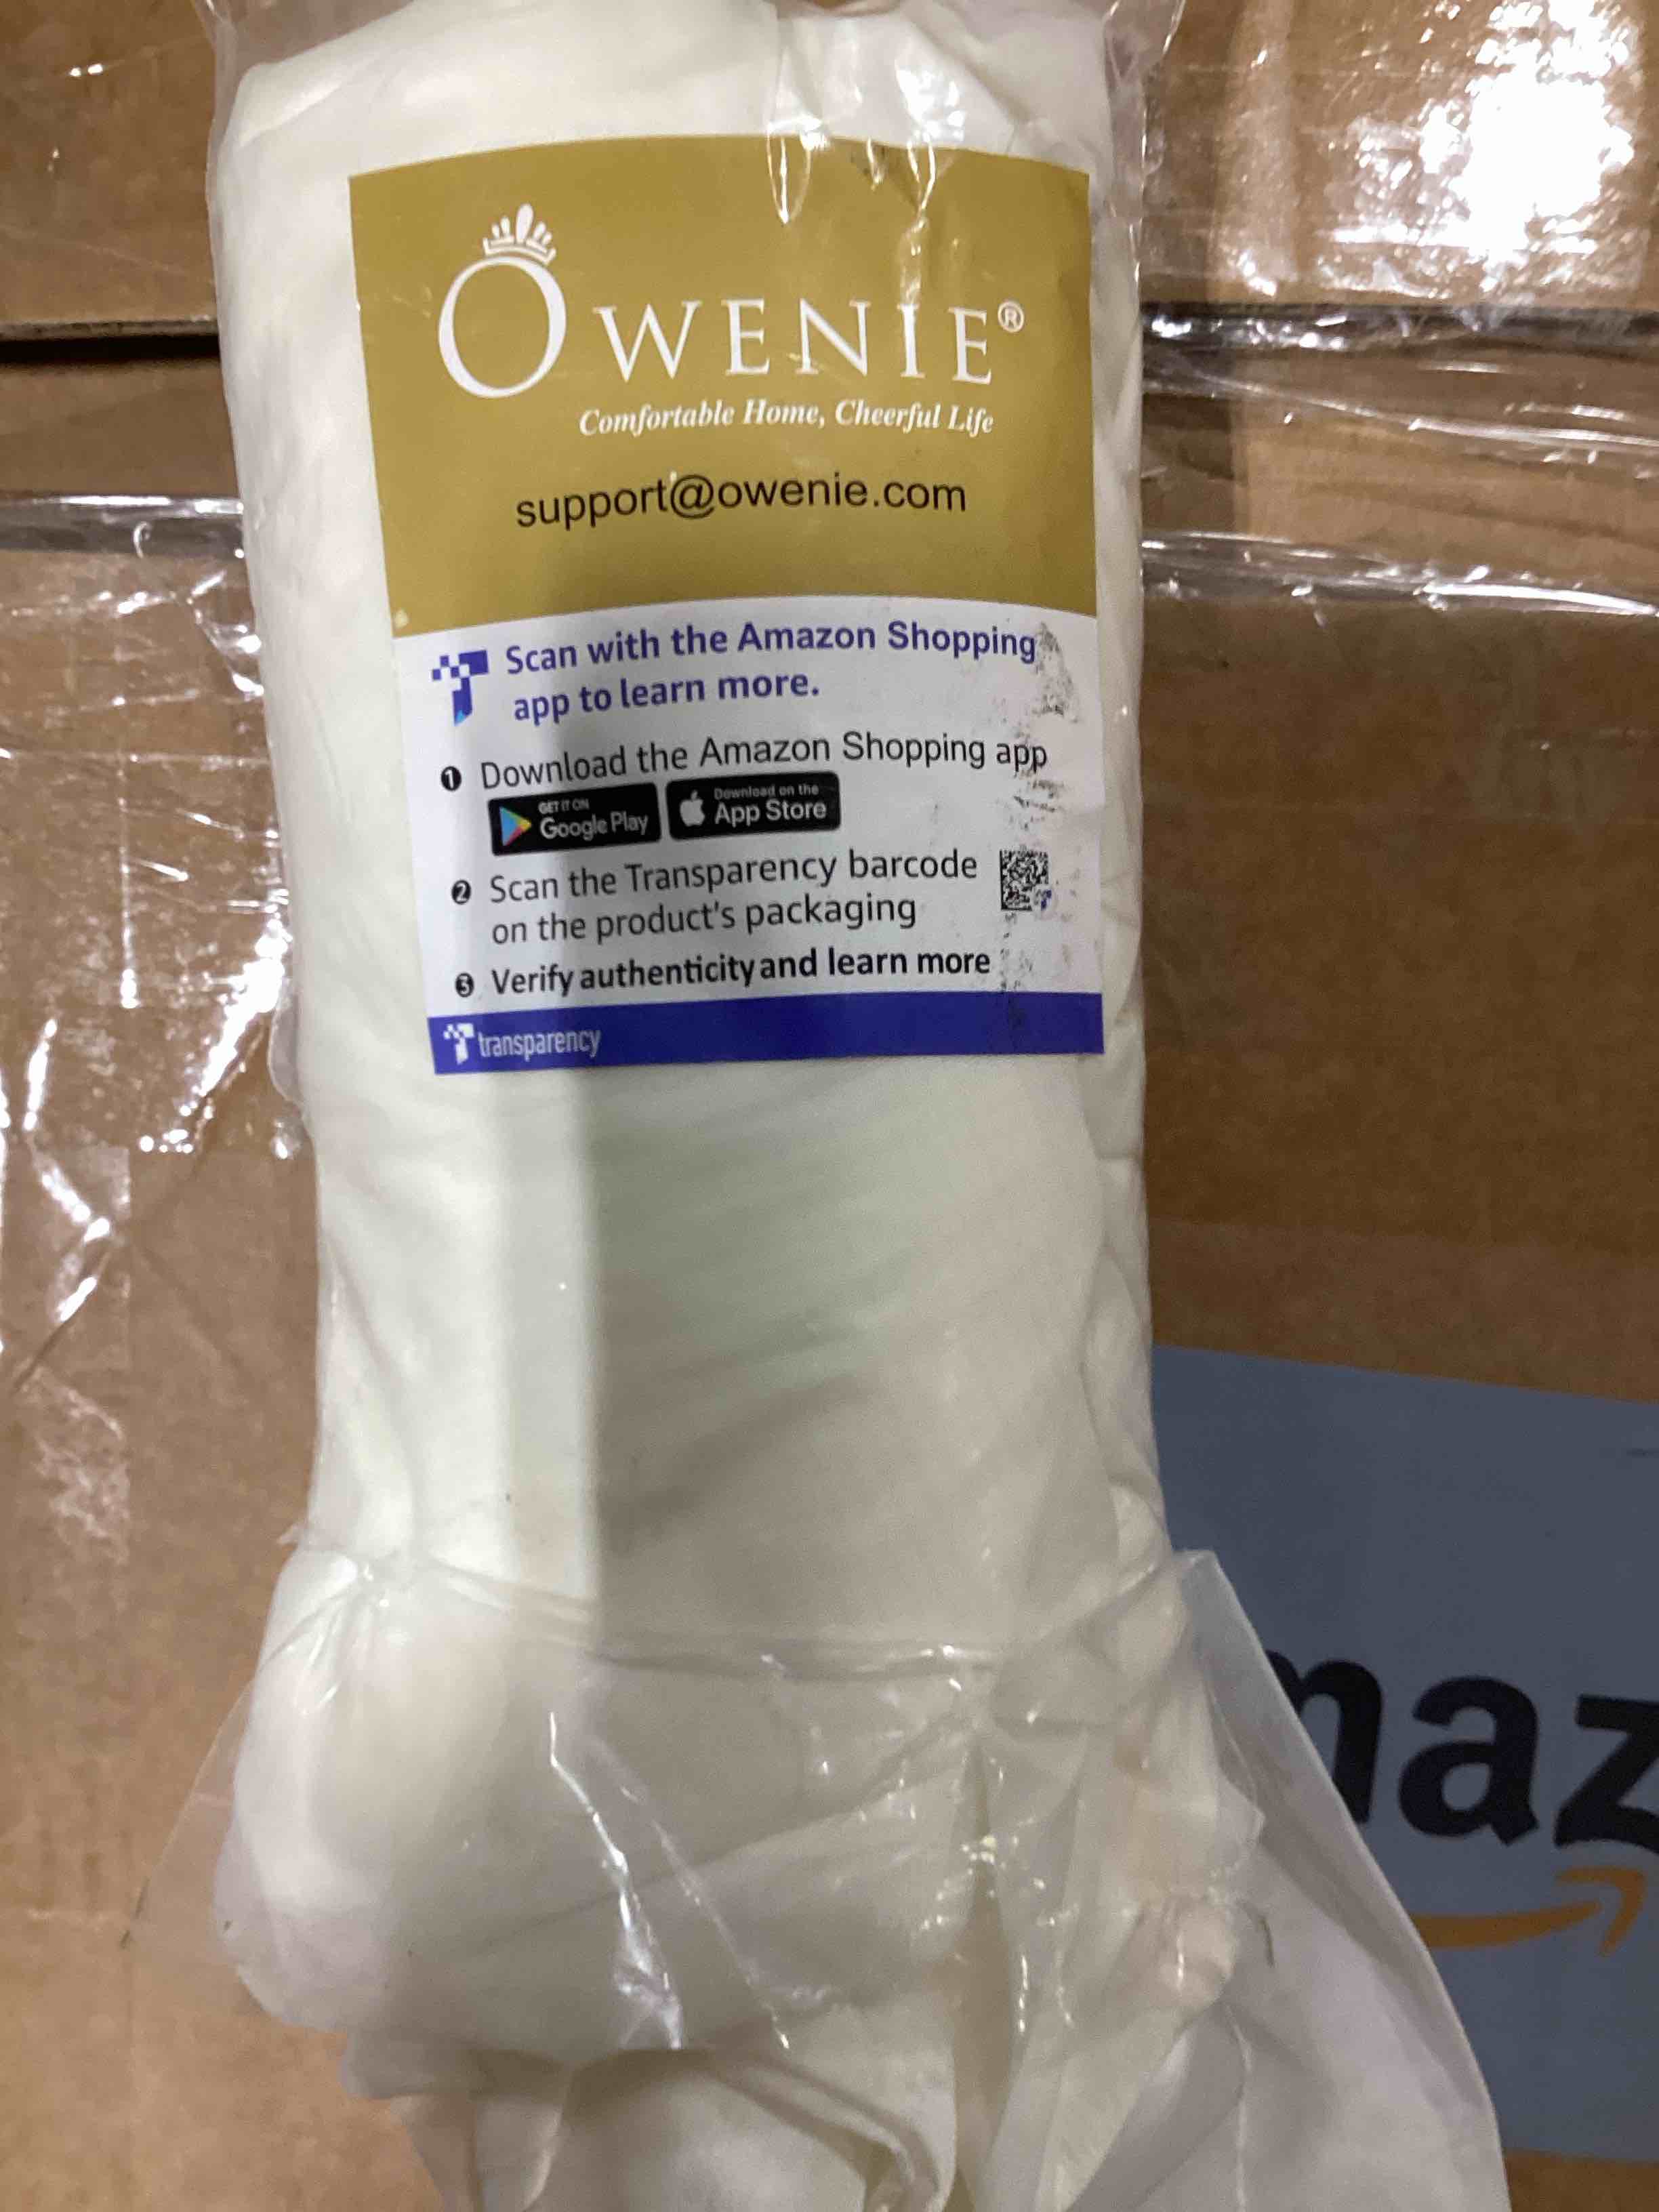 OWENIE®
Comfortable Home, Cheerful Life
support@owenie.com
Scan with the Amazon Shopping
app to learn more.
❶ Download the Amazon Shopping app
GET IT ON
Google Play
Download on the
App Store
❷ Scan the Transparency barcode
on the product's packaging
❸ Verify authenticity and learn more
transparency
maz